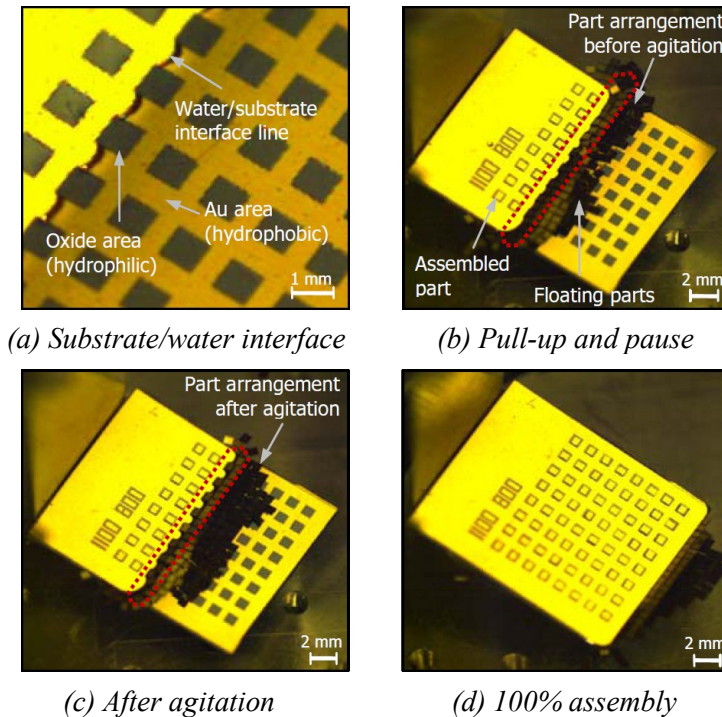 Water/substrate
interface line
Au area
(hydrophobic)
Oxide area
(hydrophilic)
1 mm
(a) Substrate/water interface
Part arrangement
before agitation
1100 800
Assembled
part
Floating parts
2 mm
(b) Pull-up and pause
Part arrangement
after agitation
1100 800
2 mm
(c) After agitation
1100 800
2 mm
(d) 100% assembly